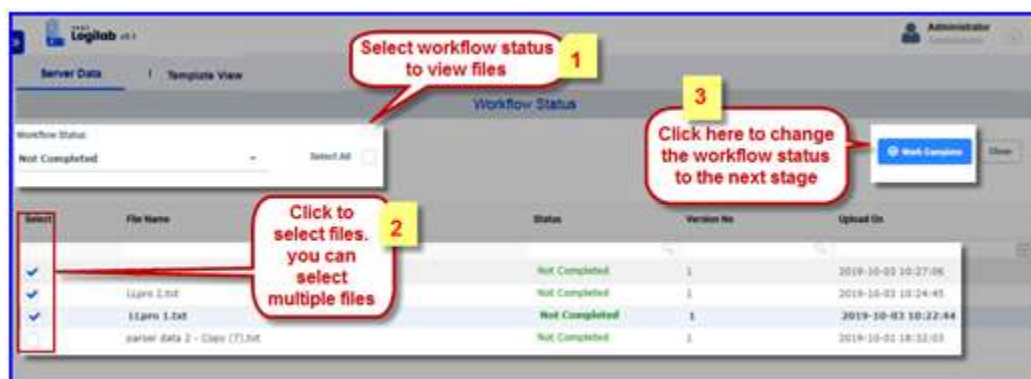 Logilab
Administrator
Server Data
Template View
Select workflow status
to view files
1
Workflow Status
Workflow Status
Not Completed
Select All
3
Click here to change
the workflow status
to the next stage
Work Complete
Close
Select
File Name
Status
Version No
Upload On
Click to
select files.
you can
select
multiple files
2
Not Completed 1 2019-10-03 10:27:06
LLpro 2.txt Not Completed 1 2019-10-03 10:24:45
LLpro 1.txt Not Completed 1 2019-10-03 10:22:44
parser data 2 - Copy (7).txt Not Completed 1 2019-10-01 18:32:03